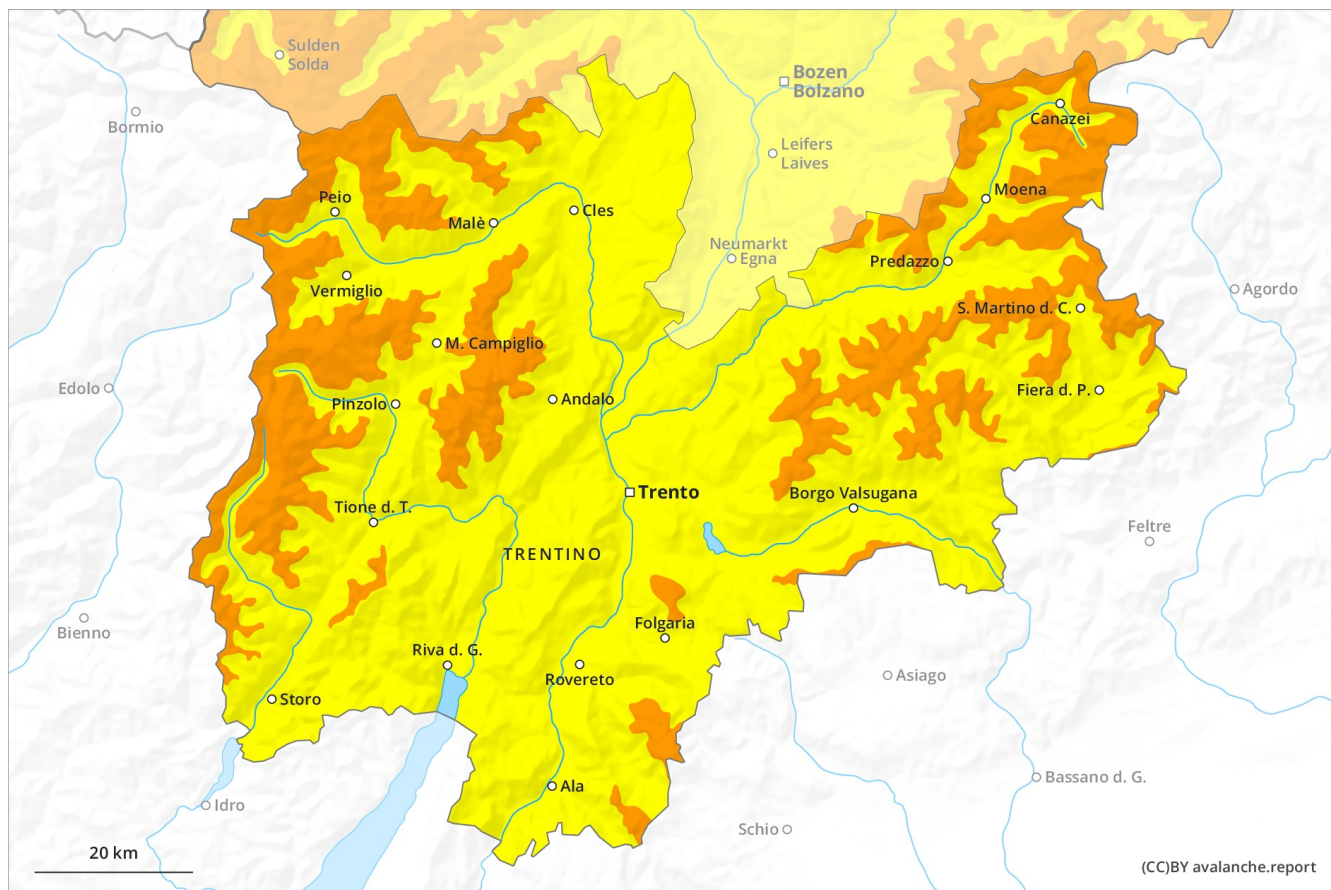 Sulden
Solda
Bozen
Bolzano
Bormio
Canazei
Leifers
Laives
Peio
Moena
Malè
Cles
Neumarkt
Egna
Predazzo
Vermiglio
Agordo
S. Martino d. C.
M. Campiglio
Edolo
Andalo
Fiera d. P.
Pinzolo
Trento
Borgo Valsugana
Tione d. T.
Feltre
TRENTINO
Bienno
Folgaria
Riva d. G.
Asiago
Rovereto
Storo
Bassano d. G.
Ala
Idro
Schio
20 km
(CC)BY avalanche.report